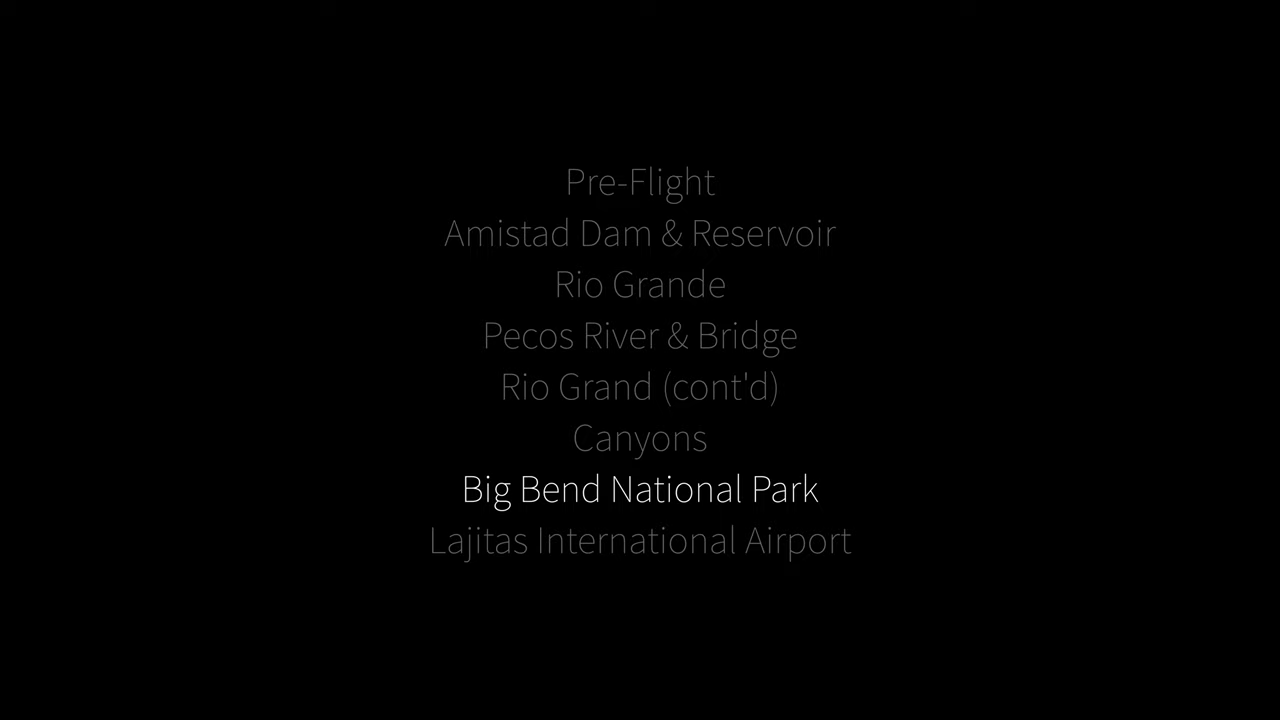 Pre-Flight
Amistad Dam & Reservoir
Rio Grande
Pecos River & Bridge
Rio Grand (cont'd)
Canyons
Big Bend National Park
Lajitas International Airport